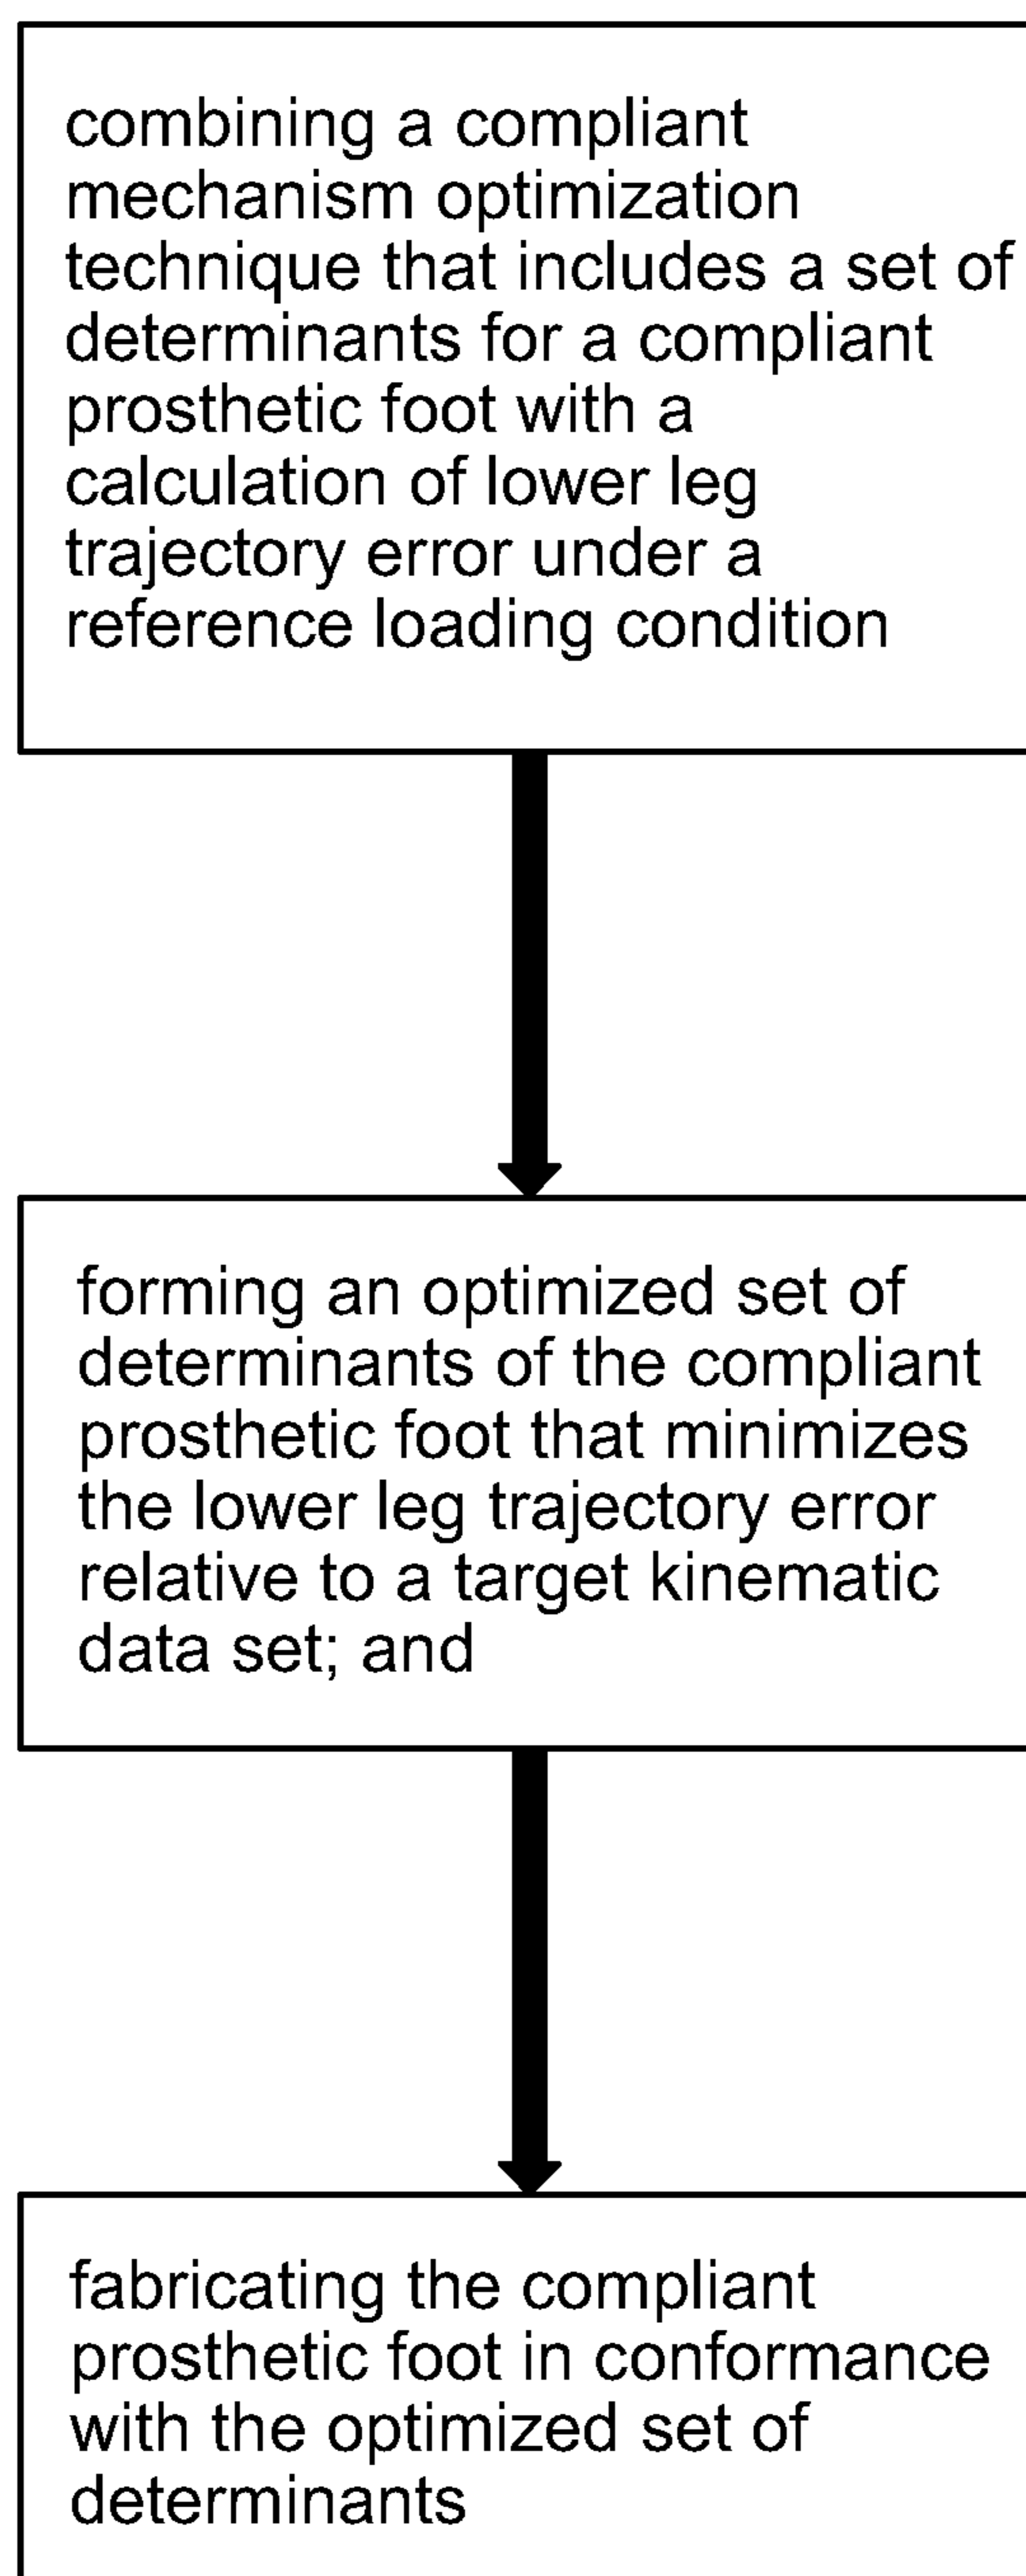 combining a compliant
mechanism optimization
technique that includes a set of
determinants for a compliant
prosthetic foot with a
calculation of lower leg
trajectory error under a
reference loading condition
forming an optimized set of
determinants of the compliant
prosthetic foot that minimizes
the lower leg trajectory error
relative to a target kinematic
data set; and
fabricating the compliant
prosthetic foot in conformance
with the optimized set of
determinants